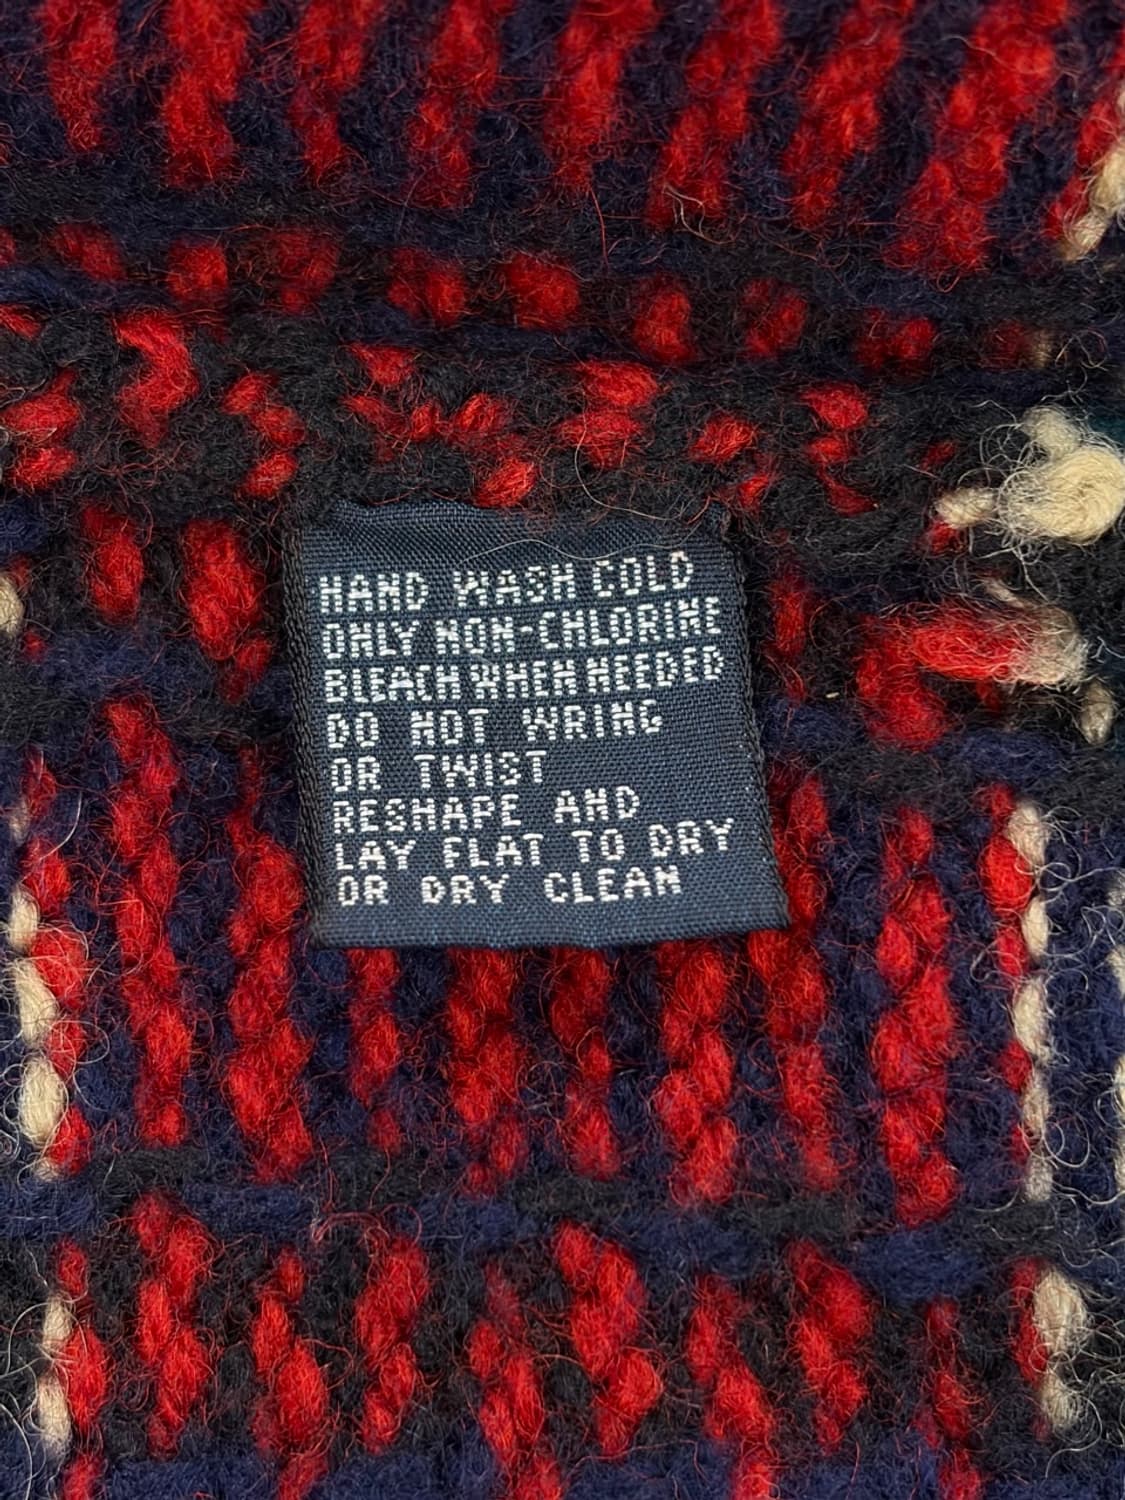 HAND WASH COLD
ONLY NON-CHLORINE
BLEACH WHEN NEEDED
DO NOT WRING
OR TWIST
RESHAPE AND
LAY FLAT TO DRY
OR DRY CLEAN